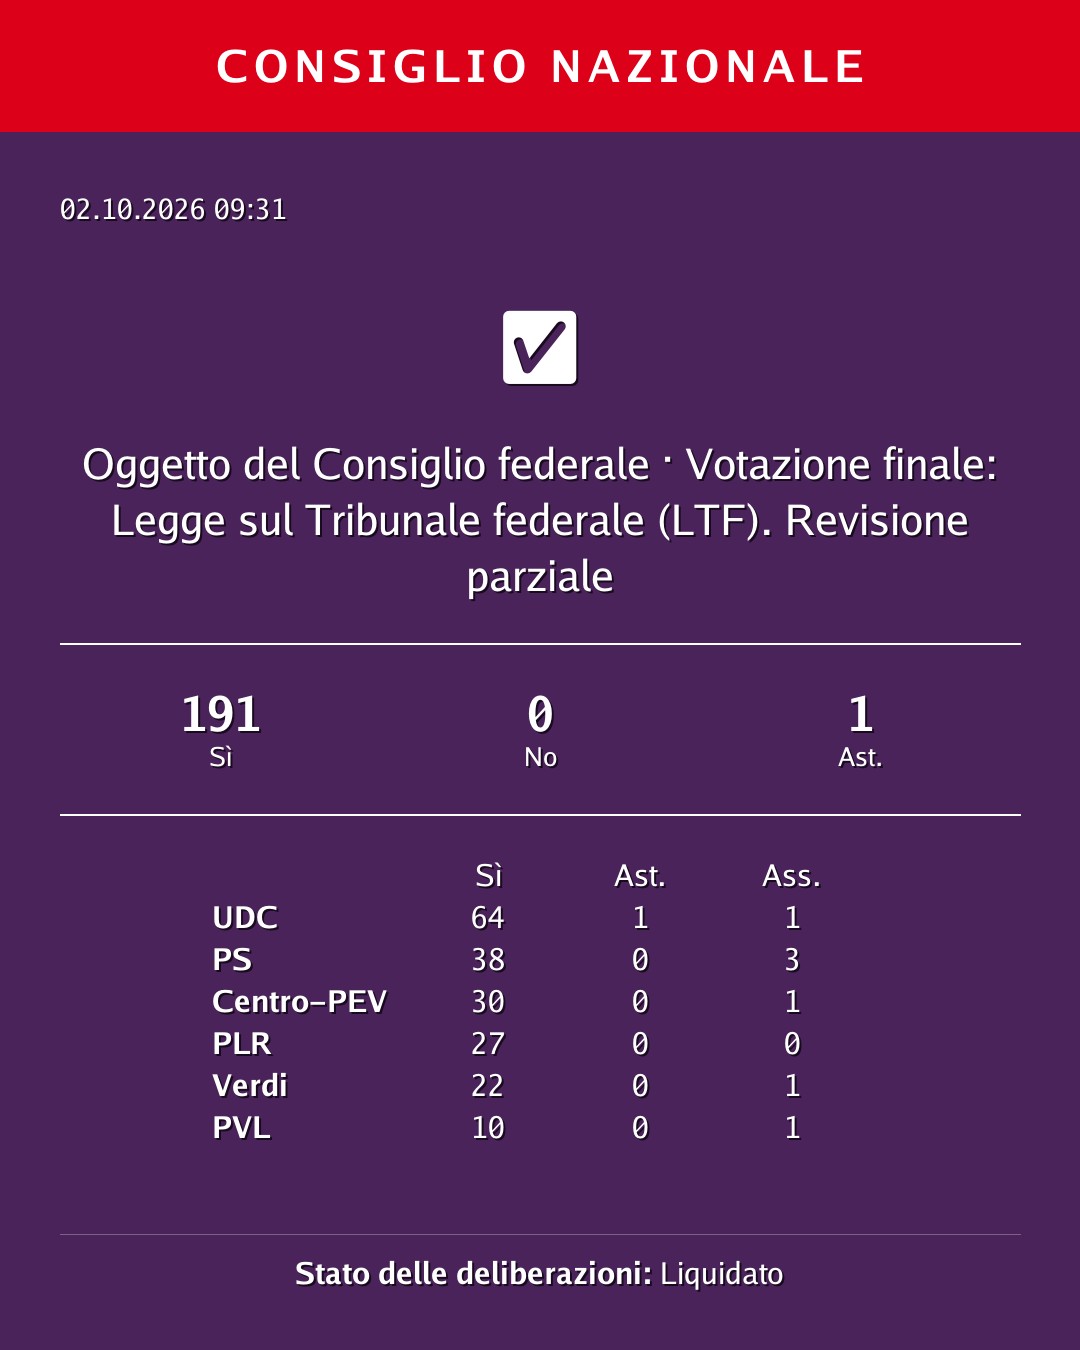 CONSIGLIO NAZIONALE
02.10.2026 09:31
Oggetto del Consiglio federale · Votazione finale:
Legge sul Tribunale federale (LTF). Revisione
parziale
191 0 1
Sì No Ast.
Sì Ast. Ass.
UDC 64 1 1
PS 38 0 3
Centro-PEV 30 0 1
PLR 27 0 0
Verdi 22 0 1
PVL 10 0 1
Stato delle deliberazioni: Liquidato